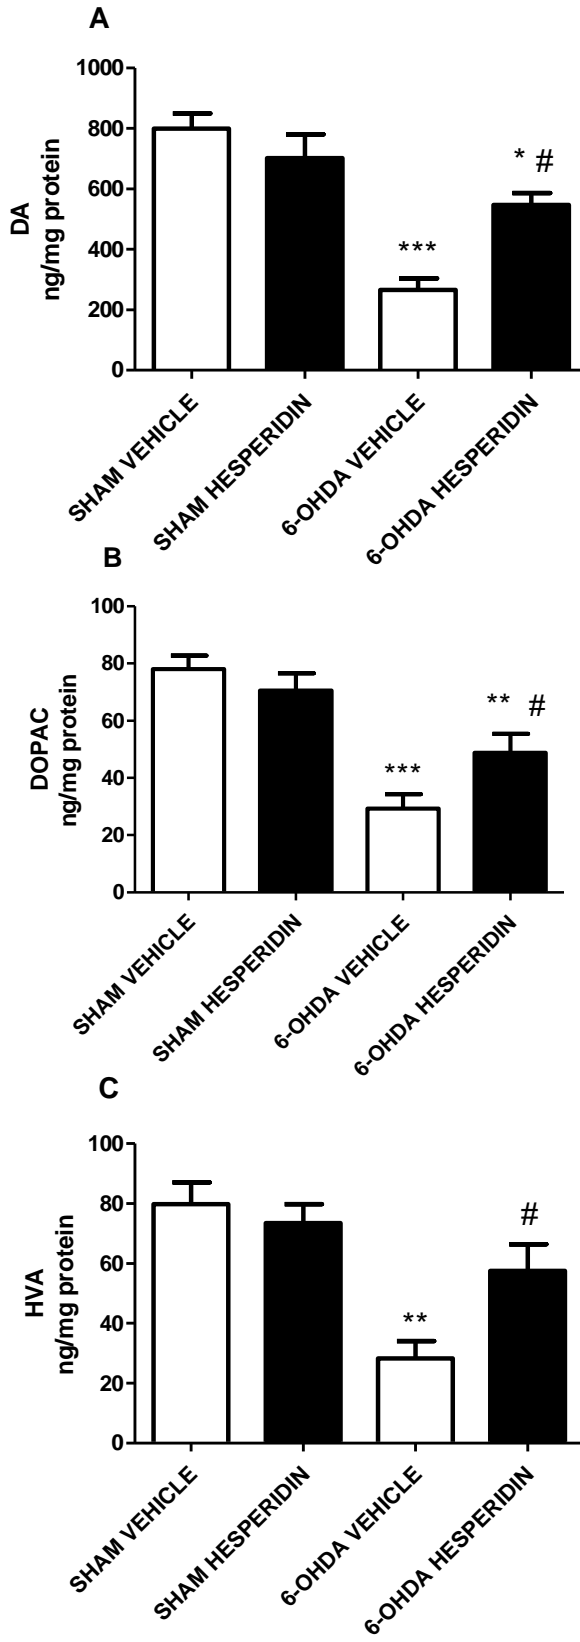 A
DA
ng/mg protein
1000
800
600
400
200
0
***
* #
SHAM VEHICLE
SHAM HESPERIDIN
6-OHDA VEHICLE
6-OHDA HESPERIDIN
B
DOPAC
ng/mg protein
100
80
60
40
20
0
***
** #
SHAM VEHICLE
SHAM HESPERIDIN
6-OHDA VEHICLE
6-OHDA HESPERIDIN
C
HVA
ng/mg protein
100
80
60
40
20
0
**
#
SHAM VEHICLE
SHAM HESPERIDIN
6-OHDA VEHICLE
6-OHDA HESPERIDIN